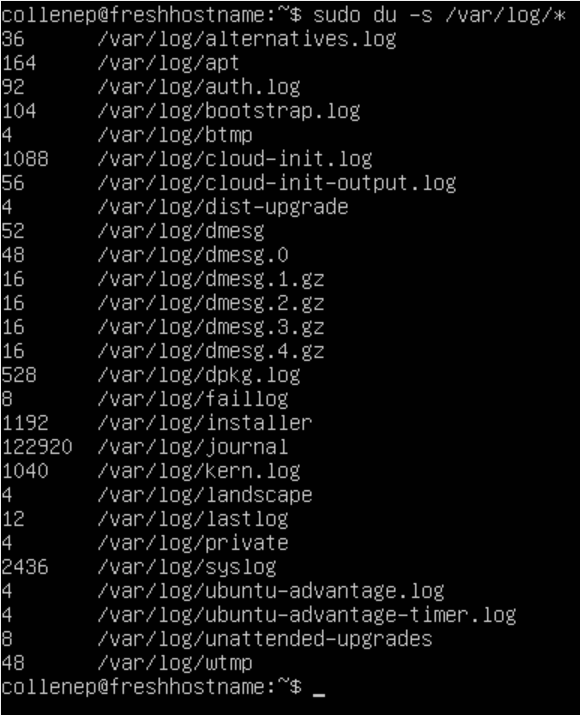 collenep@freshhostname:~$ sudo du -s /var/log/*
36      /var/log/alternatives.log
164     /var/log/apt
92      /var/log/auth.log
104     /var/log/bootstrap.log
4       /var/log/btmp
1088    /var/log/cloud-init.log
56      /var/log/cloud-init-output.log
4       /var/log/dist-upgrade
52      /var/log/dmesg
48      /var/log/dmesg.0
16      /var/log/dmesg.1.gz
16      /var/log/dmesg.2.gz
16      /var/log/dmesg.3.gz
16      /var/log/dmesg.4.gz
528     /var/log/dpkg.log
8       /var/log/faillog
1192    /var/log/installer
122920  /var/log/journal
1040    /var/log/kern.log
4       /var/log/landscape
12      /var/log/lastlog
4       /var/log/private
2436    /var/log/syslog
4       /var/log/ubuntu-advantage.log
4       /var/log/ubuntu-advantage-timer.log
8       /var/log/unattended-upgrades
48      /var/log/wtmp
collenep@freshhostname:~$ _